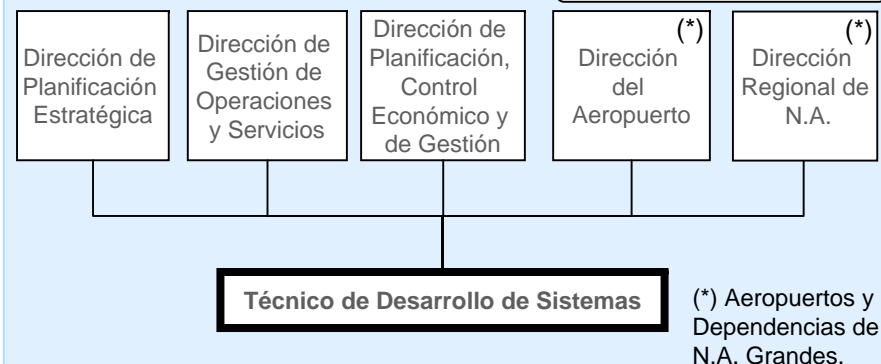 Dirección de
Planificación
Estratégica
Dirección de
Gestión de
Operaciones
y Servicios
Dirección de
Planificación,
Control
Económico y
de Gestión
(*)
Dirección
del
Aeropuerto
(*)
Dirección
Regional de
N.A.
Técnico de Desarrollo de Sistemas
(*) Aeropuertos y
Dependencias de
N.A. Grandes.